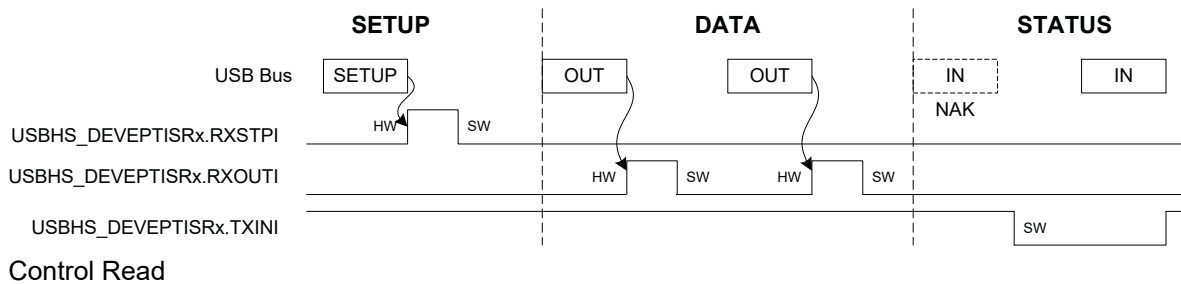 SETUP DATA STATUS
USB Bus SETUP OUT OUT IN IN
NAK
USBHS_DEVEPTISRx.RXSTPI HW SW
USBHS_DEVEPTISRx.RXOUTI HW SW HW SW
USBHS_DEVEPTISRx.TXINI SW
Control Read